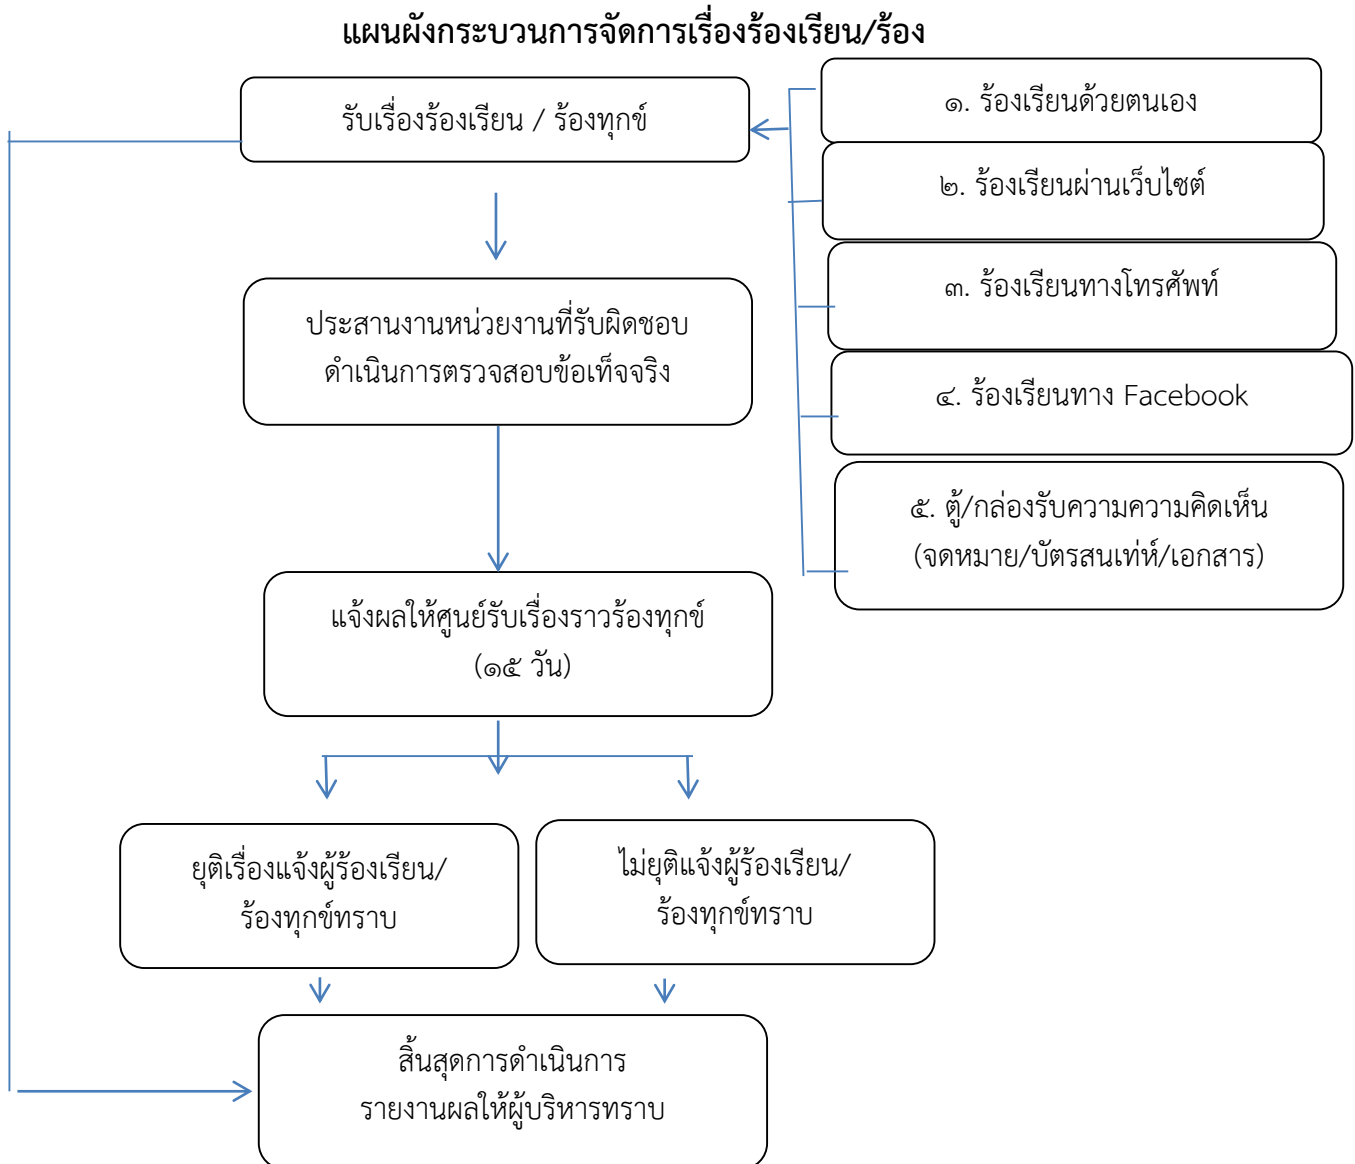 แผนผังกระบวนการจัดการเรื่องร้องเรียน/ร้อง
รับเรื่องร้องเรียน / ร้องทุกข์
๑. ร้องเรียนด้วยตนเอง
๒. ร้องเรียนผ่านเว็บไซต์
๓. ร้องเรียนทางโทรศัพท์
๔. ร้องเรียนทาง Facebook
๕. ตู้/กล่องรับความความคิดเห็น
(จดหมาย/บัตรสนเท่ห์/เอกสาร)
ประสานงานหน่วยงานที่รับผิดชอบ
ดำเนินการตรวจสอบข้อเท็จจริง
แจ้งผลให้ศูนย์รับเรื่องราวร้องทุกข์
(๑๕ วัน)
ยุติเรื่องแจ้งผู้ร้องเรียน/
ร้องทุกข์ทราบ
ไม่ยุติแจ้งผู้ร้องเรียน/
ร้องทุกข์ทราบ
สิ้นสุดการดำเนินการ
รายงานผลให้ผู้บริหารทราบ